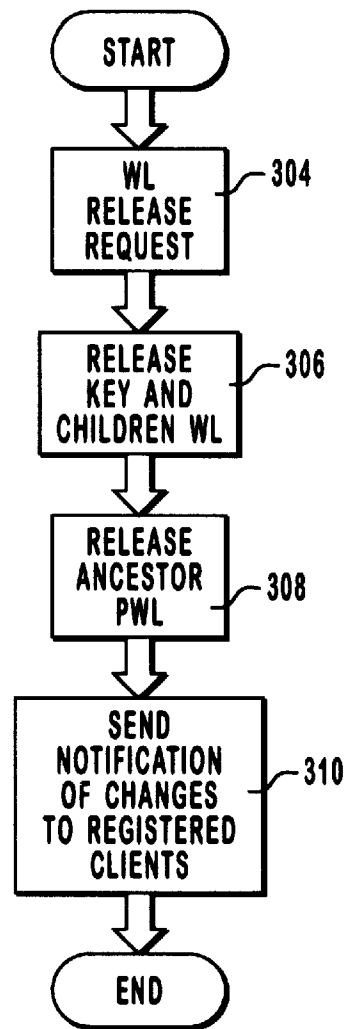 START
WL
RELEASE
REQUEST
304
RELEASE
KEY AND
CHILDREN WL
306
RELEASE
ANCESTOR
PWL
308
SEND
NOTIFICATION
OF CHANGES
TO REGISTERED
CLIENTS
310
END